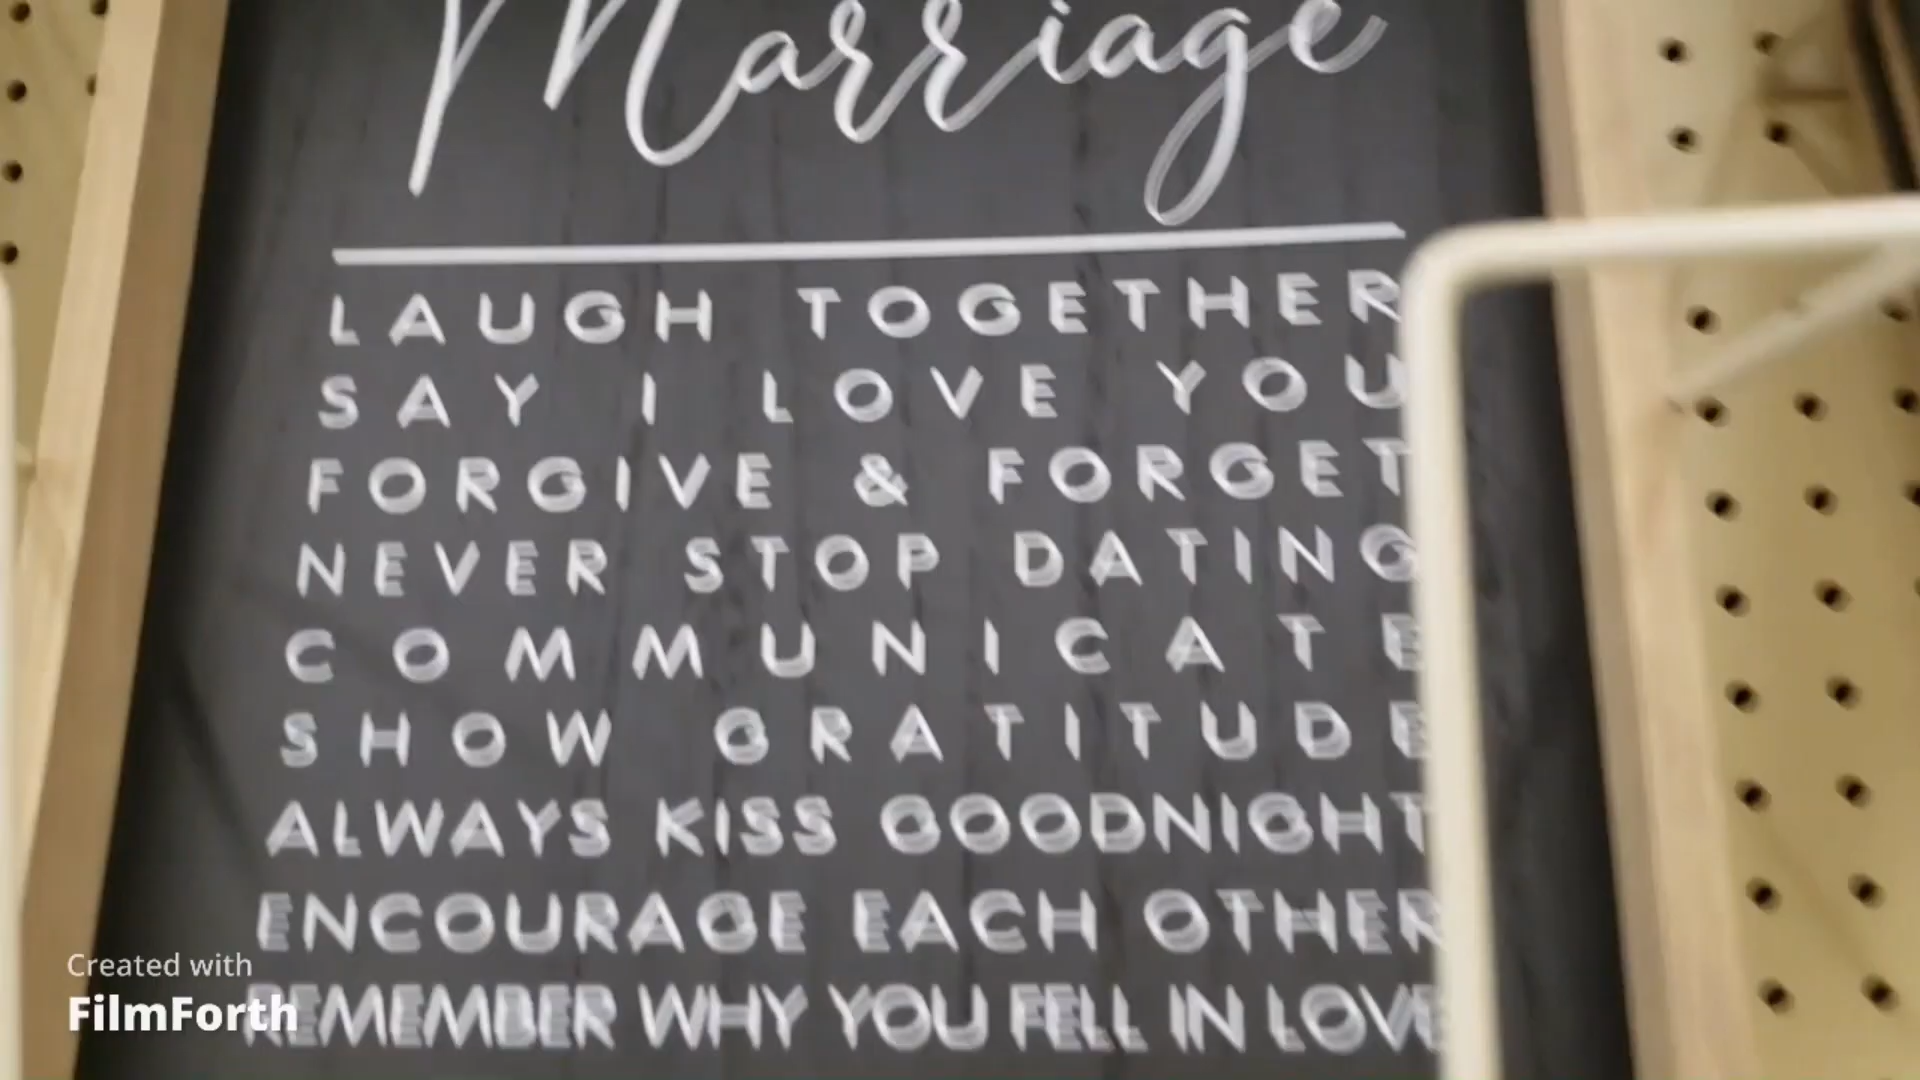 Marriage
LAUGH TOGETHER
SAY I LOVE YOU
FORGIVE & FORGET
NEVER STOP DATING
COMMUNICATE
SHOW GRATITUDE
ALWAYS KISS GOODNIGHT
ENCOURAGE EACH OTHER
REMEMBER WHY YOU FELL IN LOVE
Created with
FilmForth